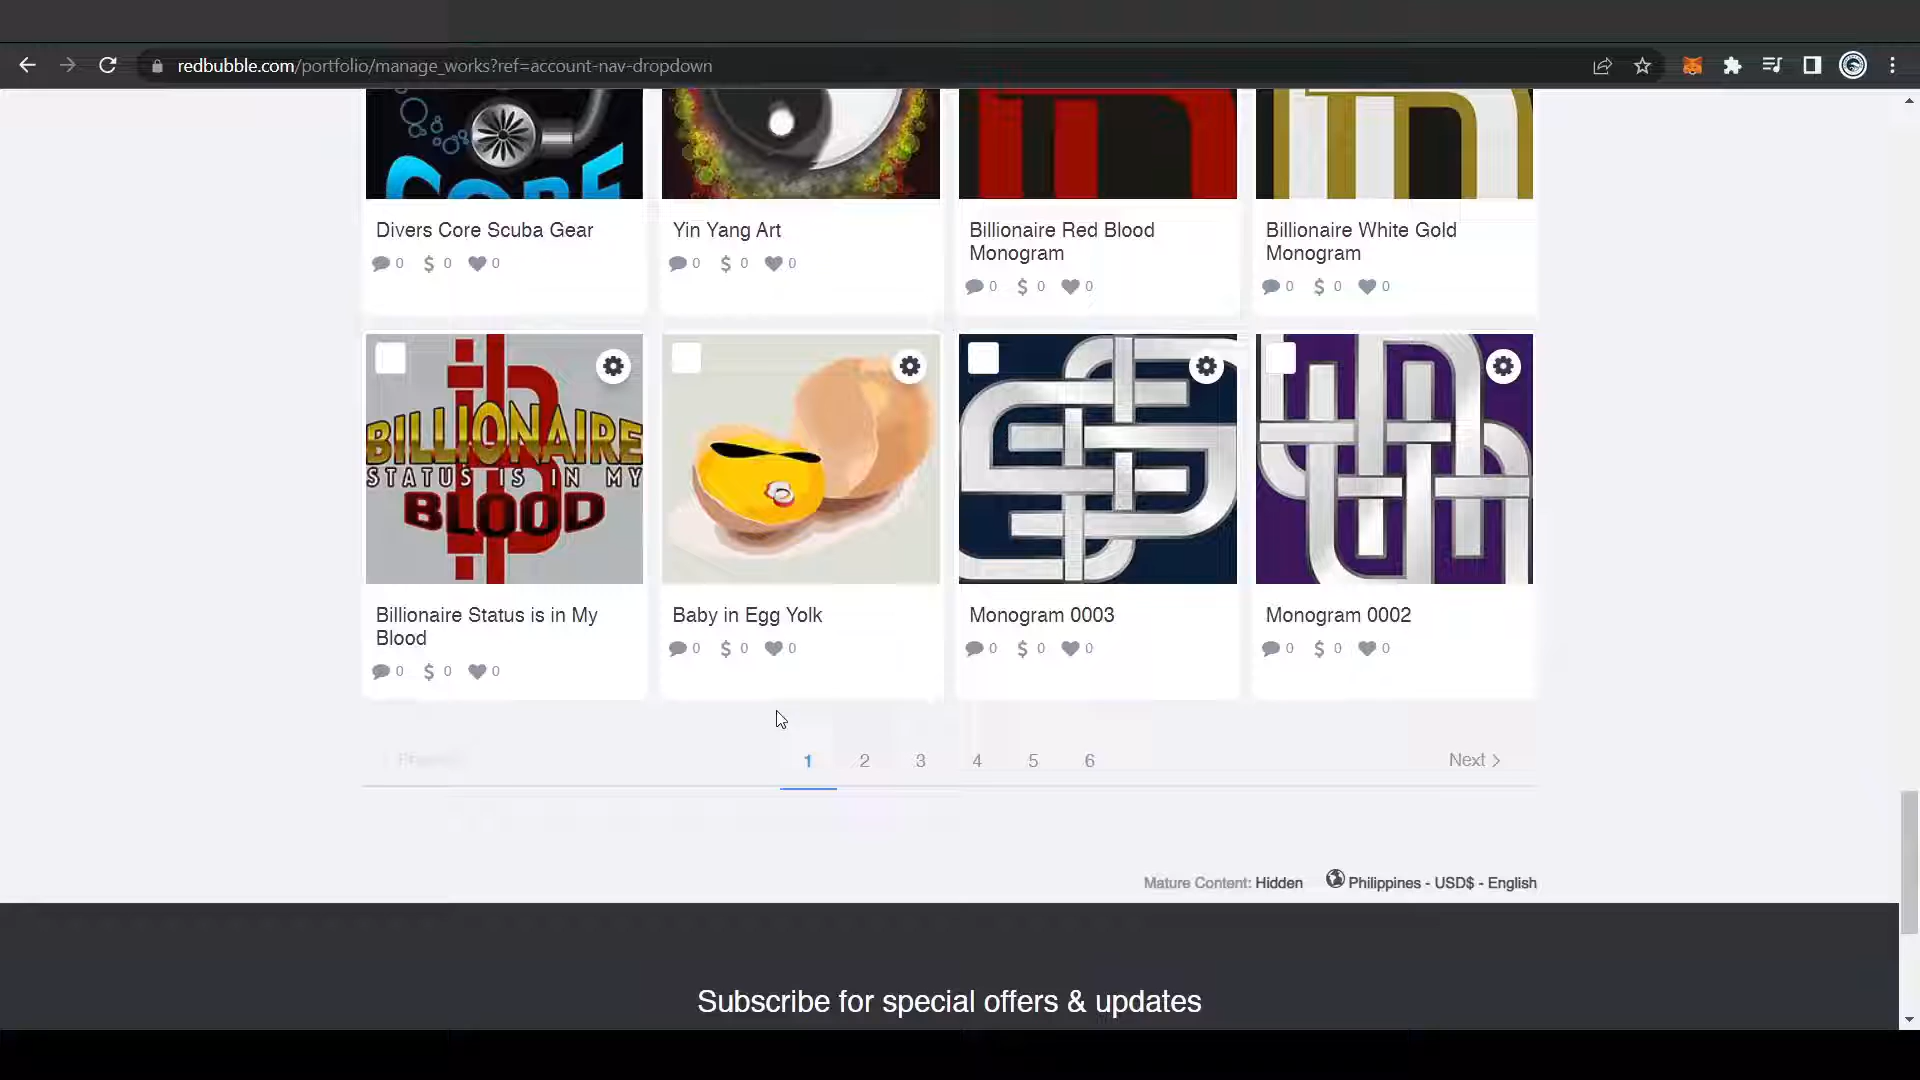 redbubble.com/portfolio/manage_works?ref=account-nav-dropdown
CORE
Divers Core Scuba Gear
0 $ 0 0
Yin Yang Art
0 $ 0 0
Billionaire Red Blood
Monogram
0 $ 0 0
Billionaire White Gold
Monogram
0 $ 0 0
BILLIONAIRE
STATUS IS IN MY
BLOOD
Billionaire Status is in My
Blood
0 $ 0 0
Baby in Egg Yolk
0 $ 0 0
Monogram 0003
0 $ 0 0
Monogram 0002
0 $ 0 0
1 2 3 4 5 6 Next >
Mature Content: Hidden Philippines - USD$ - English
Subscribe for special offers & updates